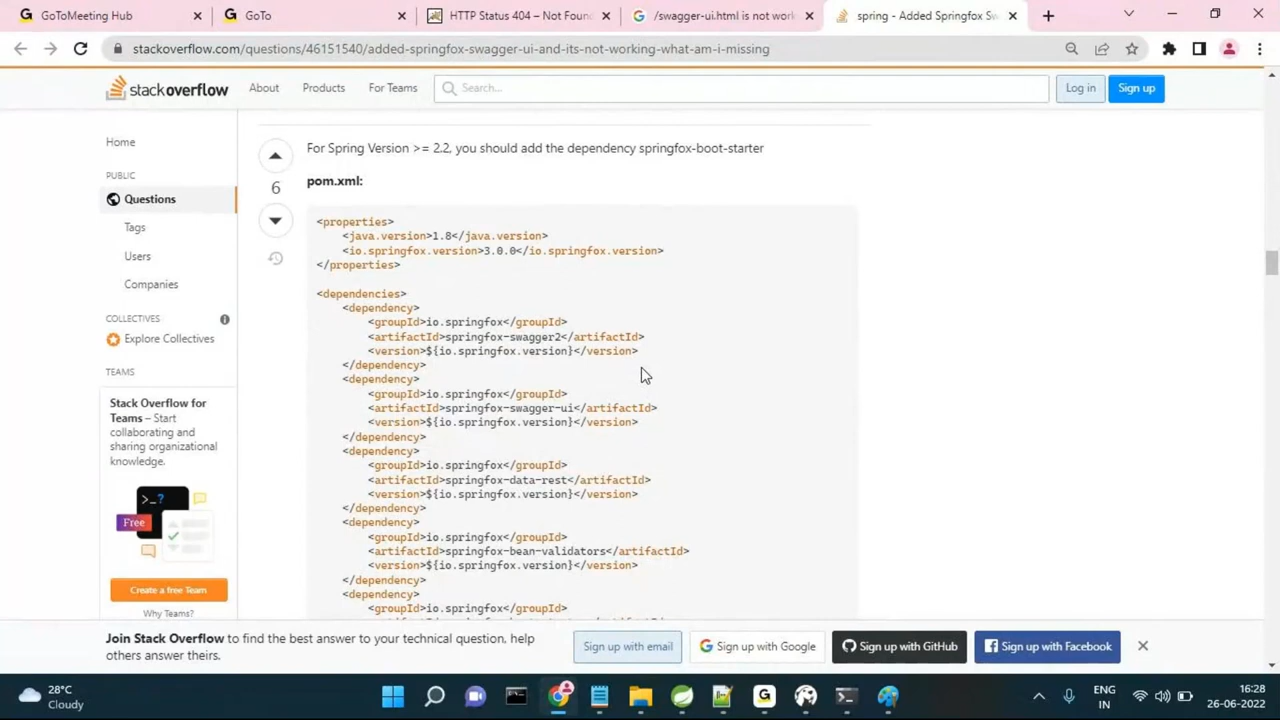 GoToMeeting Hub
GoTo
HTTP Status 404 – Not Foun
/swagger-ui.html is not work
spring - Added Springfox Sw
stackoverflow.com/questions/46151540/added-springfox-swagger-ui-and-its-not-working-what-am-i-missing
stackoverflow
About
Products
For Teams
Search...
Log in
Sign up
Home
PUBLIC
Questions
Tags
Users
Companies
COLLECTIVES
Explore Collectives
TEAMS
Stack Overflow for
Teams – Start
collaborating and
sharing organizational
knowledge.
>_?
Free
Create a free Team
Why Teams?
6
For Spring Version >= 2.2, you should add the dependency springfox-boot-starter
pom.xml:
<properties>
<java.version>1.8</java.version>
<io.springfox.version>3.0.0</io.springfox.version>
</properties>
<dependencies>
<dependency>
<groupId>io.springfox</groupId>
<artifactId>springfox-swagger2</artifactId>
<version>${io.springfox.version}</version>
</dependency>
<dependency>
<groupId>io.springfox</groupId>
<artifactId>springfox-swagger-ui</artifactId>
<version>${io.springfox.version}</version>
</dependency>
<dependency>
<groupId>io.springfox</groupId>
<artifactId>springfox-data-rest</artifactId>
<version>${io.springfox.version}</version>
</dependency>
<dependency>
<groupId>io.springfox</groupId>
<artifactId>springfox-bean-validators</artifactId>
<version>${io.springfox.version}</version>
</dependency>
<dependency>
<groupId>io.springfox</groupId>
Join Stack Overflow to find the best answer to your technical question, help
others answer theirs.
Sign up with email
Sign up with Google
Sign up with GitHub
Sign up with Facebook
28°C
Cloudy
ENG
IN
16:28
26-06-2022